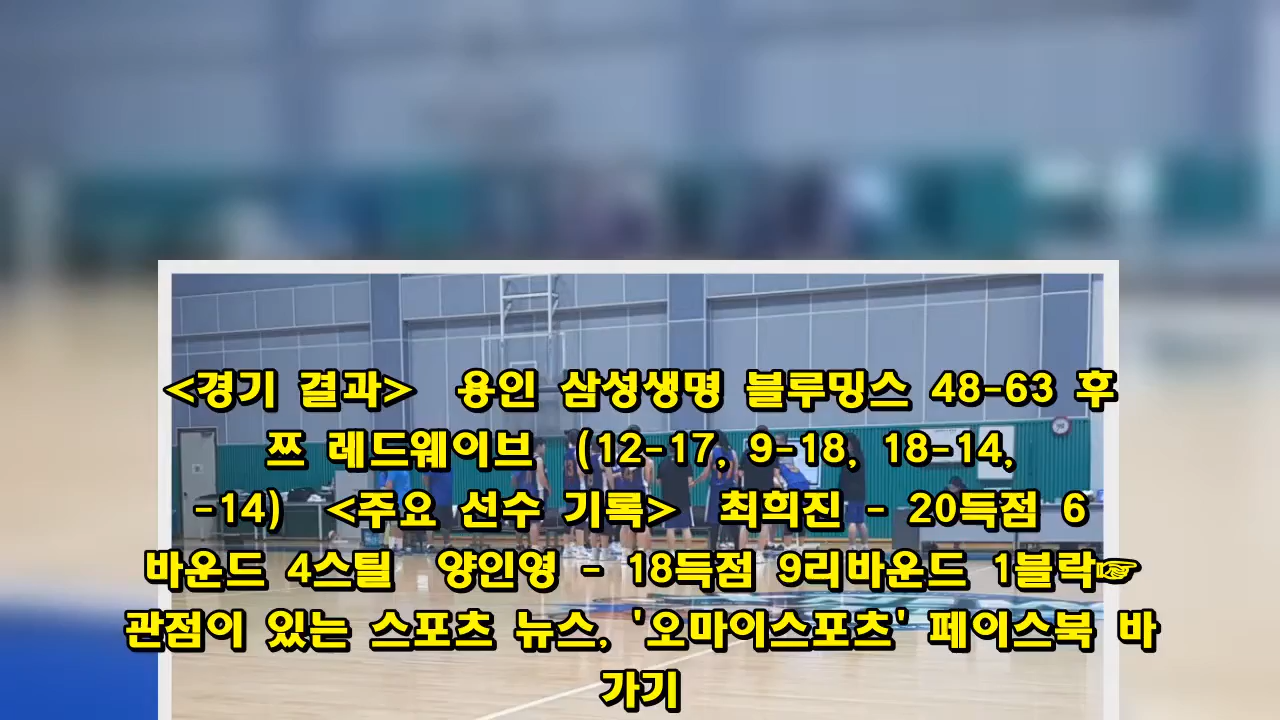 <경기 결과> 용인 삼성생명 블루밍스 48-63 후
쯔 레드웨이브 (12-17, 9-18, 18-14,
-14) <주요 선수 기록> 최희진 - 20득점 6
바운드 4스틸 양인영 - 18득점 9리바운드 1블락☞
관점이 있는 스포츠 뉴스, '오마이스포츠' 페이스북 바
가기